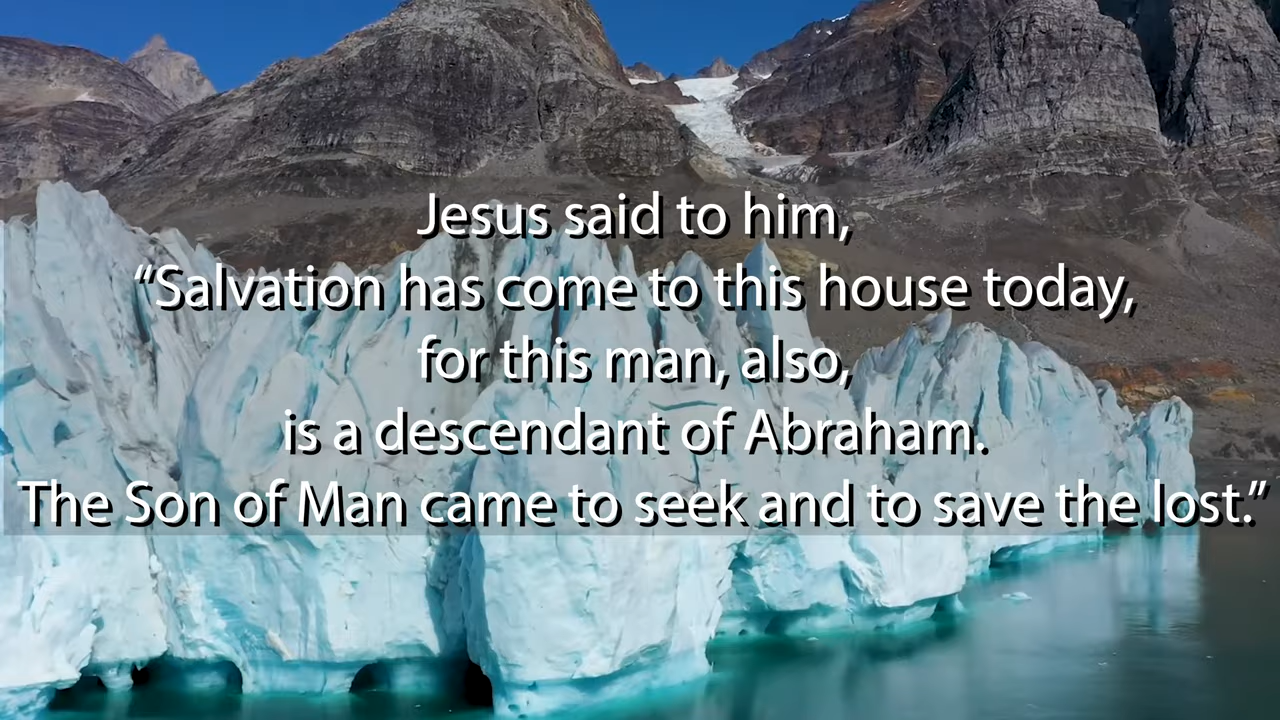 Jesus said to him,
“Salvation has come to this house today,
for this man, also,
is a descendant of Abraham.
The Son of Man came to seek and to save the lost.”